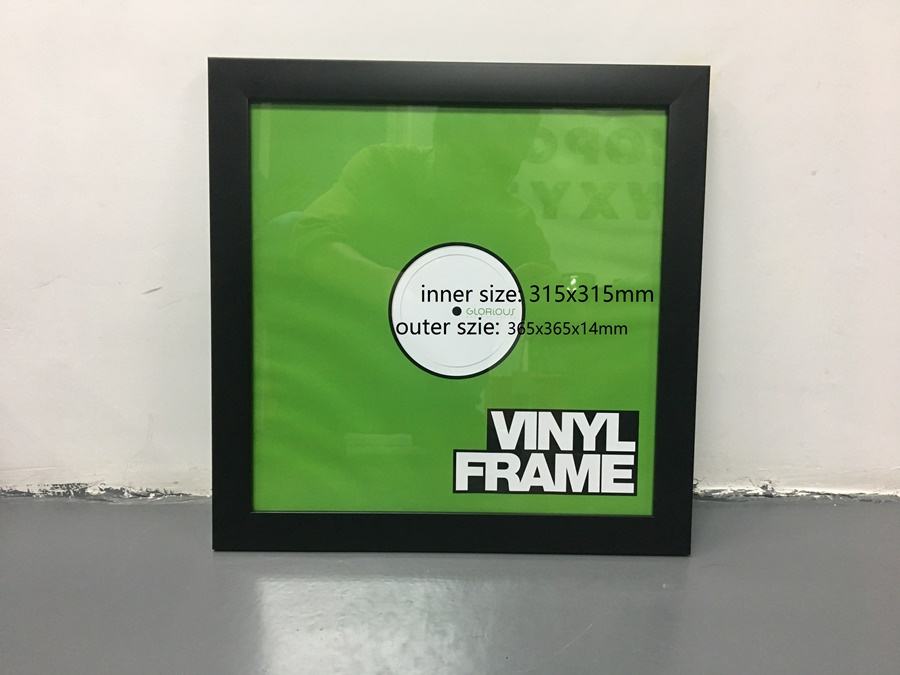 inner size: 315x315mm
GLORIOUS
outer szie: 365x365x14mm
VINYL
FRAME